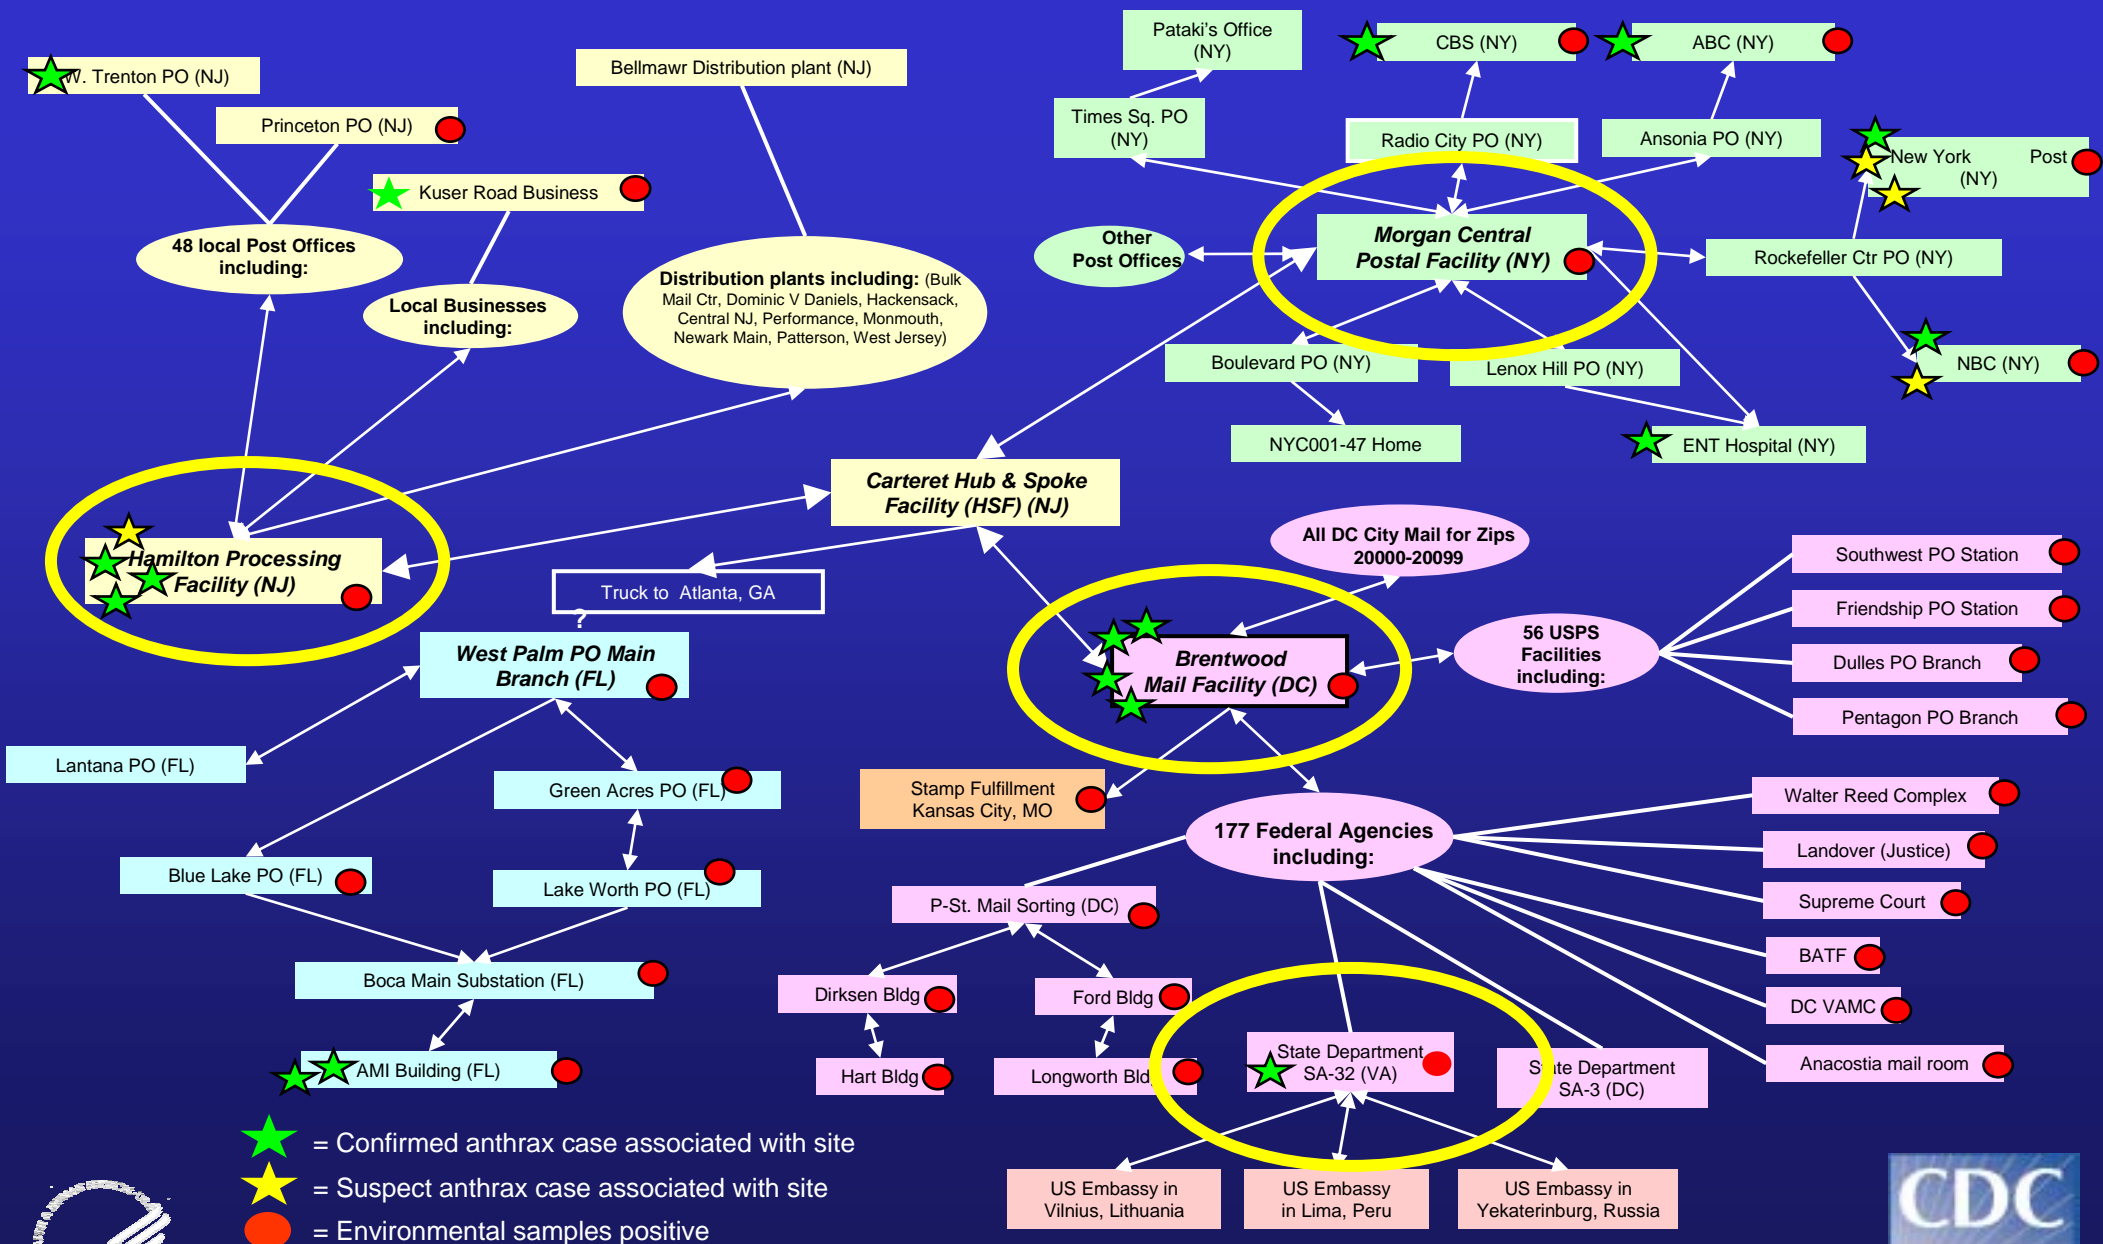 Pataki's Office
(NY)
CBS (NY)
ABC (NY)
W. Trenton PO (NJ)
Bellmawr Distribution plant (NJ)
Princeton PO (NJ)
Times Sq. PO
(NY)
Radio City PO (NY)
Ansonia PO (NY)
New York Post
(NY)
Kuser Road Business
48 local Post Offices
including:
Other
Post Offices
Morgan Central
Postal Facility (NY)
Rockefeller Ctr PO (NY)
Local Businesses
including:
Distribution plants including: (Bulk
Mail Ctr, Dominic V Daniels, Hackensack,
Central NJ, Performance, Monmouth,
Newark Main, Patterson, West Jersey)
Boulevard PO (NY)
Lenox Hill PO (NY)
NBC (NY)
NYC001-47 Home
ENT Hospital (NY)
Carteret Hub & Spoke
Facility (HSF) (NJ)
Hamilton Processing
Facility (NJ)
All DC City Mail for Zips
20000-20099
Southwest PO Station
Truck to Atlanta, GA
?
Friendship PO Station
56 USPS
Facilities
including:
West Palm PO Main
Branch (FL)
Brentwood
Mail Facility (DC)
Dulles PO Branch
Pentagon PO Branch
Lantana PO (FL)
Green Acres PO (FL)
Stamp Fulfillment
Kansas City, MO
Walter Reed Complex
177 Federal Agencies
including:
Landover (Justice)
Blue Lake PO (FL)
Lake Worth PO (FL)
P-St. Mail Sorting (DC)
Supreme Court
BATF
Boca Main Substation (FL)
Dirksen Bldg
Ford Bldg
DC VAMC
AMI Building (FL)
Hart Bldg
Longworth Bldg
State Department
SA-32 (VA)
State Department
SA-3 (DC)
Anacostia mail room
= Confirmed anthrax case associated with site
= Suspect anthrax case associated with site
= Environmental samples positive
US Embassy in
Vilnius, Lithuania
US Embassy
in Lima, Peru
US Embassy in
Yekaterinburg, Russia
CDC